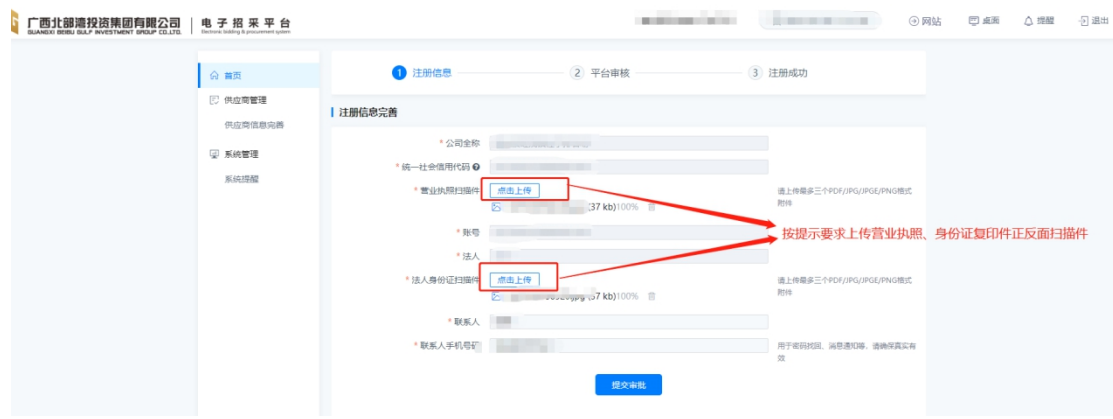 广西北部湾投资集团有限公司
GUANGXI BEIBU GULF INVESTMENT GROUP CO.,LTD.
电子招采平台
Electronic bidding & procurement system
网站 桌面 提醒 退出
首页
供应商管理
供应商信息完善
系统管理
系统提醒
1 注册信息 2 平台审核 3 注册成功
注册信息完善
* 公司全称
* 统一社会信用代码
* 营业执照扫描件 点击上传 请上传最多三个PDF/JPG/JPGE/PNG格式
附件
(37 kb)100%
按提示要求上传营业执照、身份证复印件正反面扫描件
* 账号
* 法人
* 法人身份证扫描件 点击上传 请上传最多三个PDF/JPG/JPGE/PNG格式
附件
jpg (37 kb)100%
* 联系人
* 联系人手机号码 用于密码找回、消息通知等，请确保真实有
效
提交审批